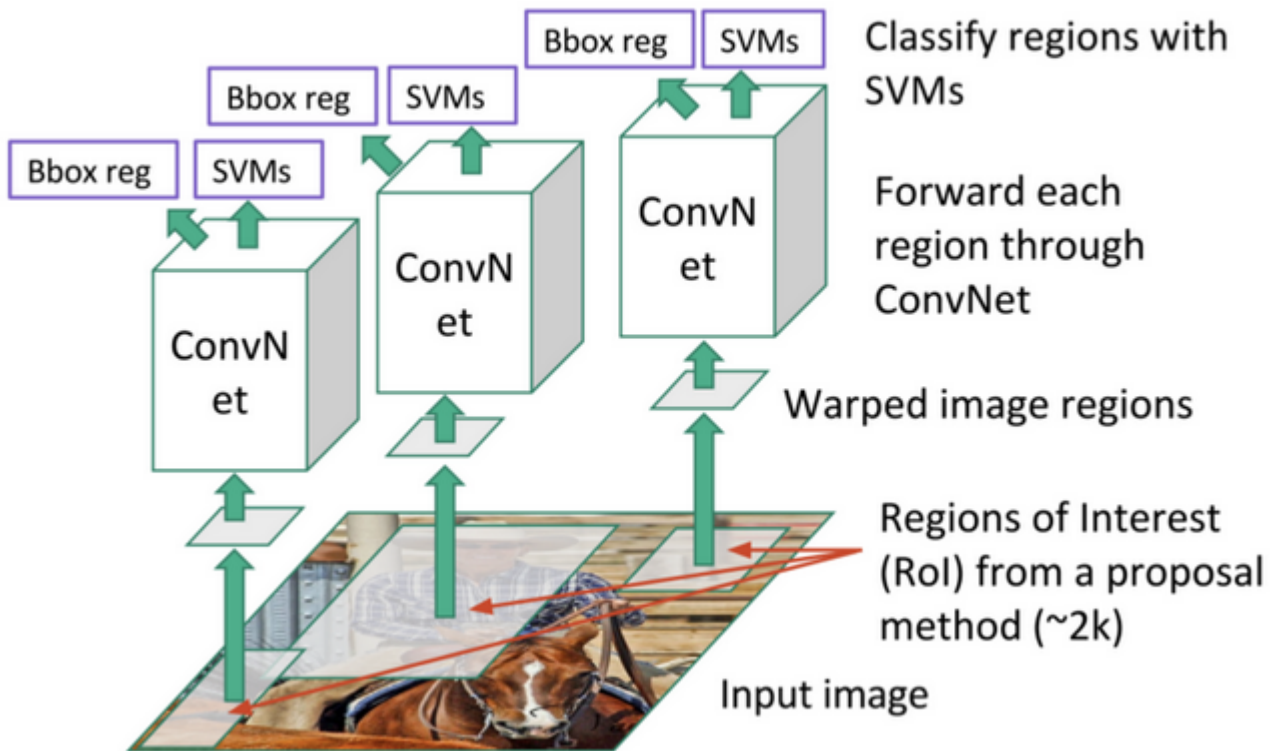 Bbox reg
SVMs
Classify regions with
SVMs
Bbox reg
SVMs
Bbox reg
SVMs
ConvN
et
Forward each
region through
ConvNet
ConvN
et
ConvN
et
Warped image regions
Regions of Interest
(RoI) from a proposal
method (~2k)
Input image